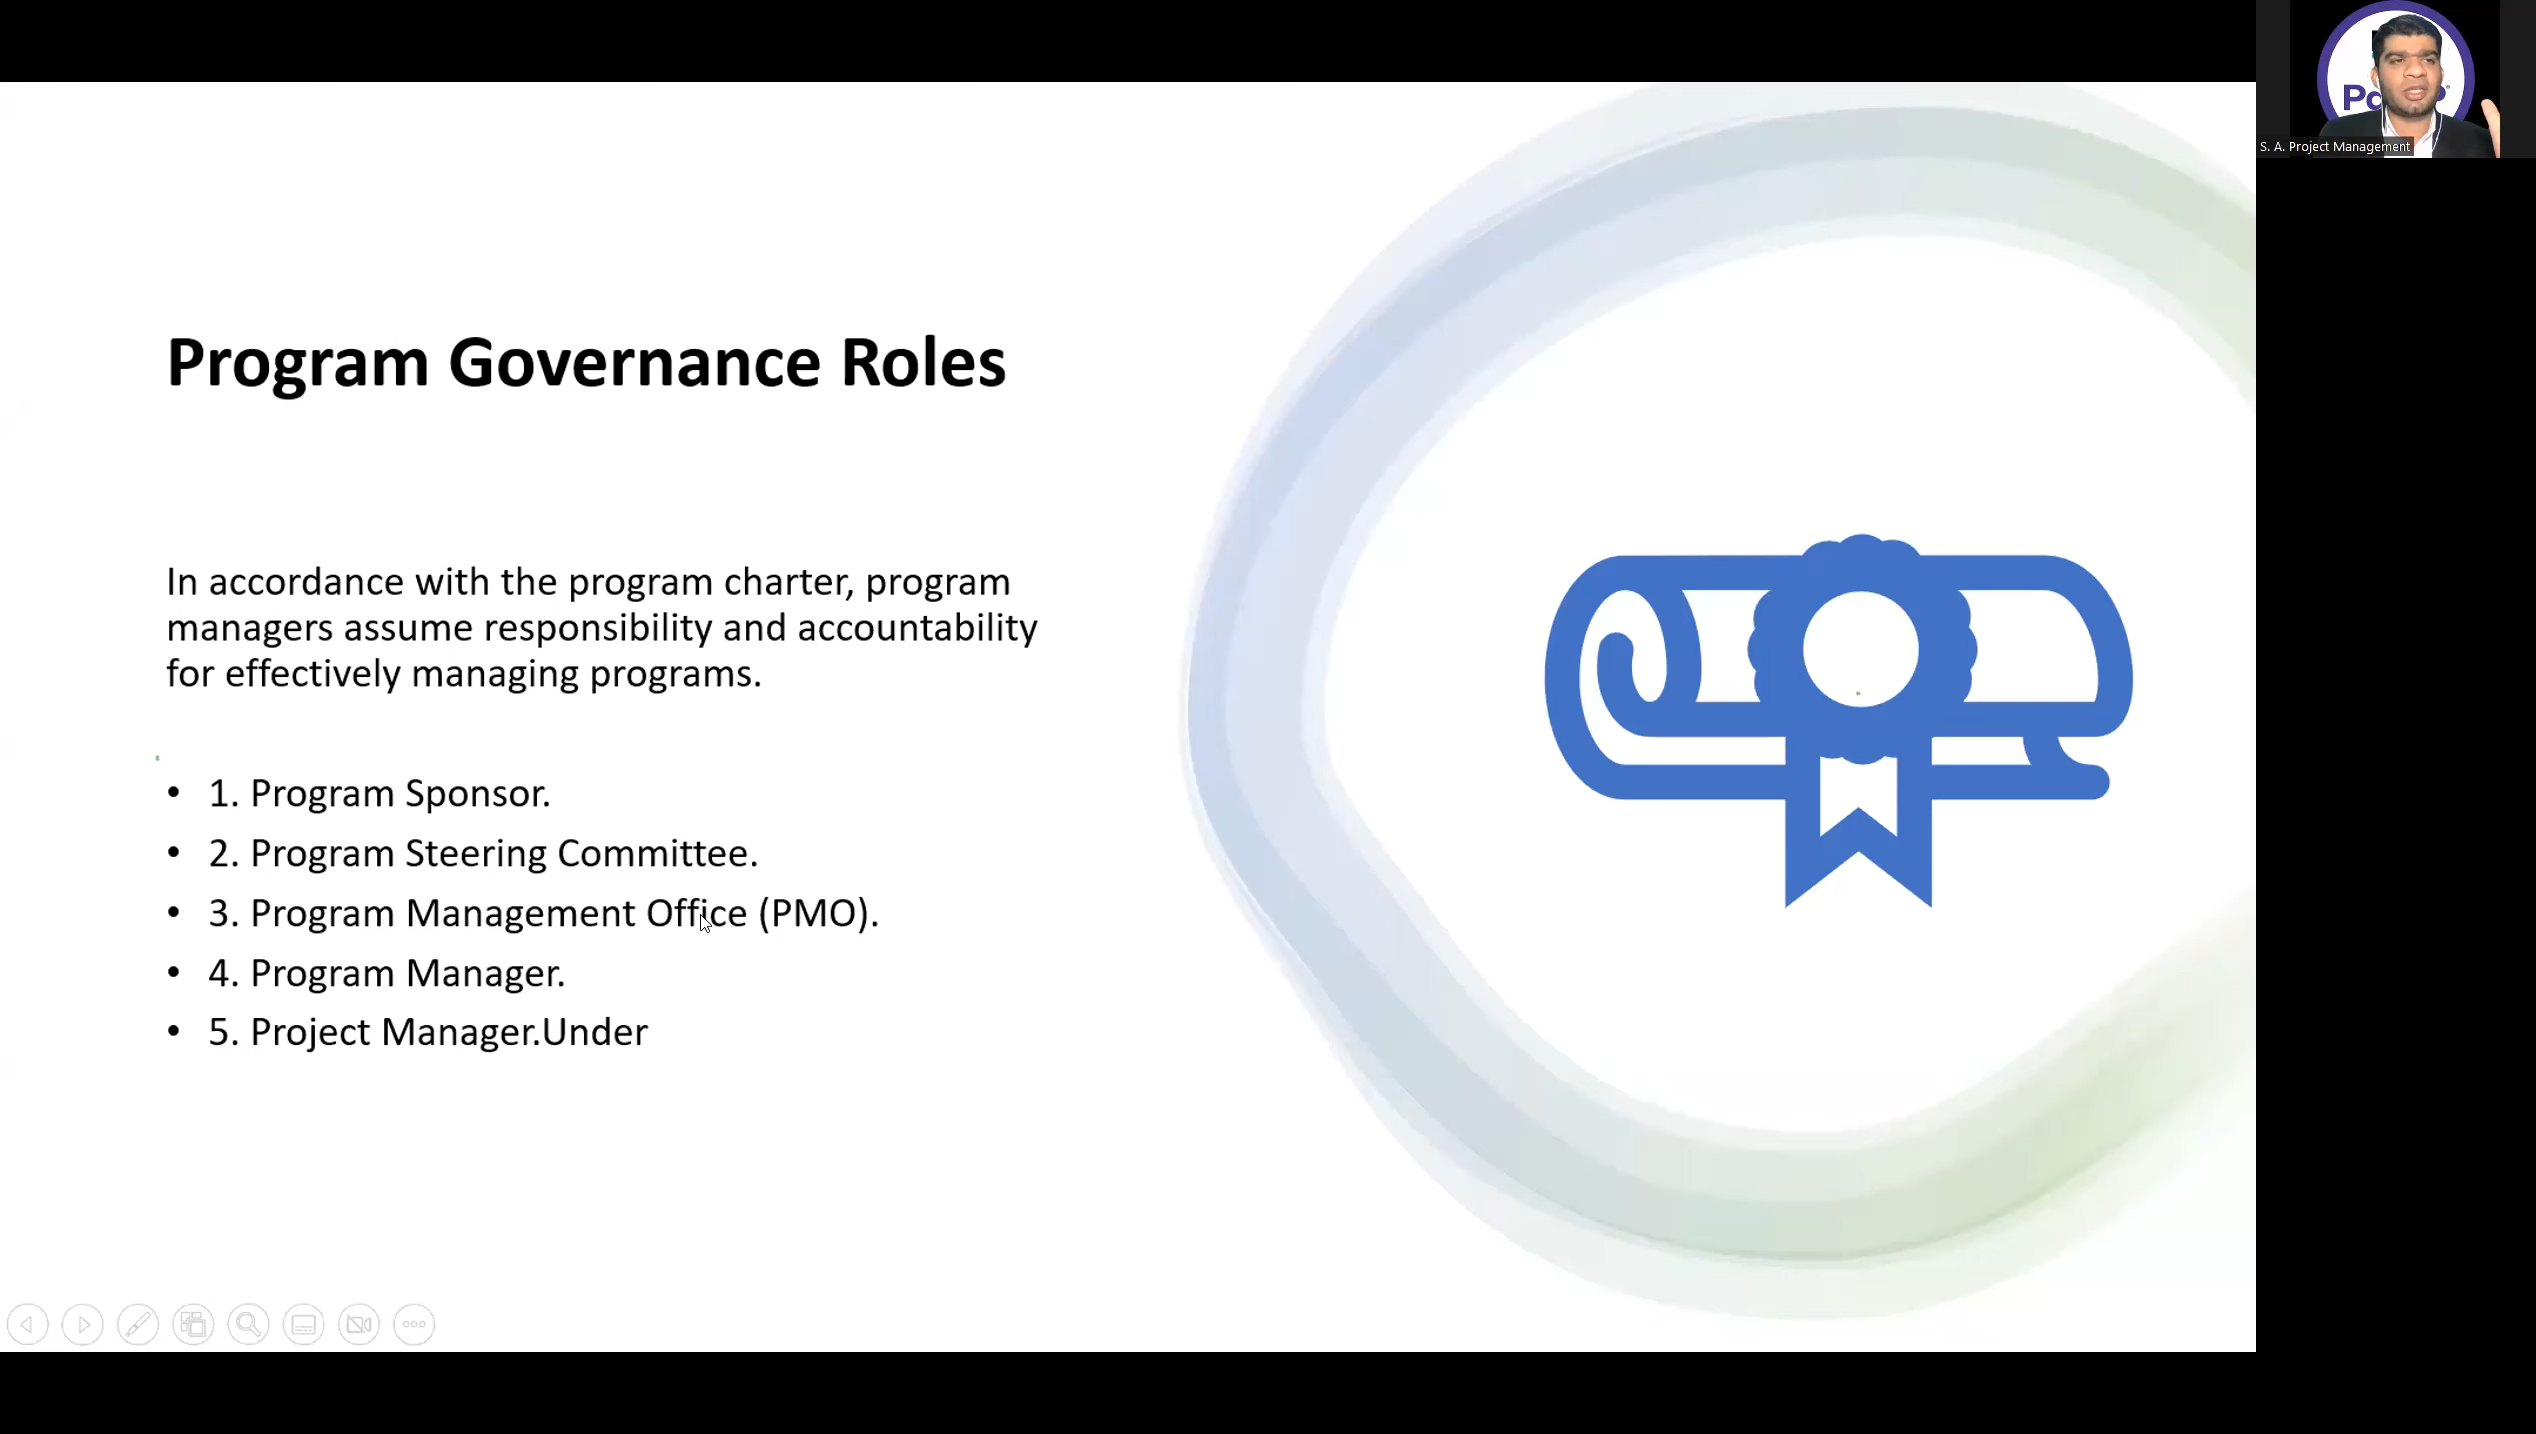 Program Governance Roles
In accordance with the program charter, program
managers assume responsibility and accountability
for effectively managing programs.
• 1. Program Sponsor.
• 2. Program Steering Committee.
• 3. Program Management Office (PMO).
• 4. Program Manager.
• 5. Project Manager.Under
S. A. Project Management